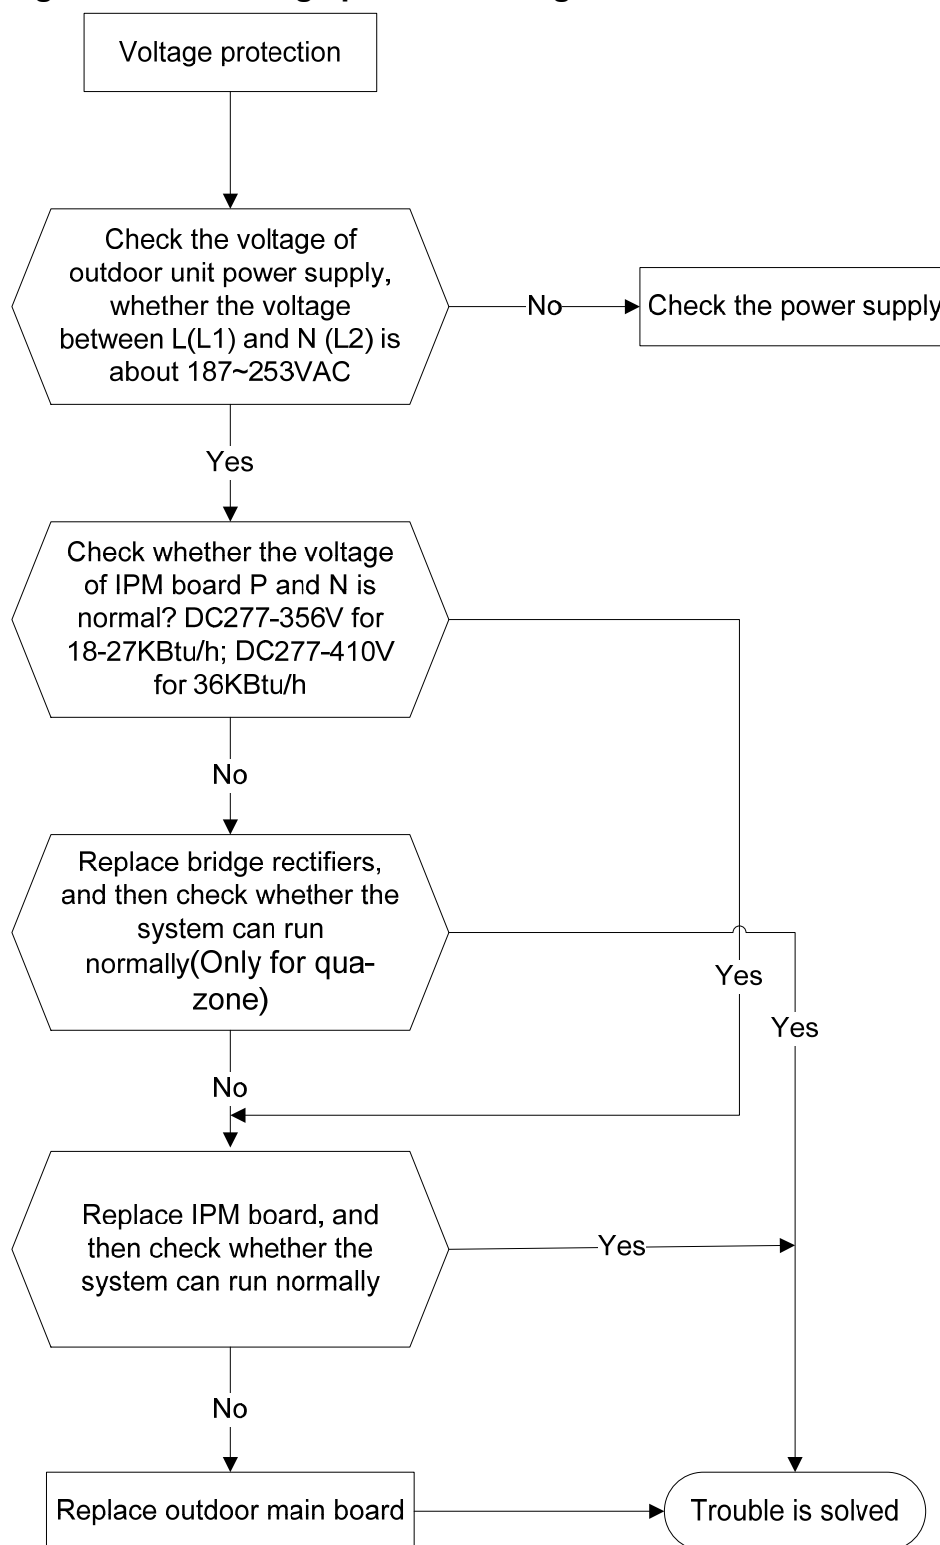 Voltage protection
Check the voltage of
outdoor unit power supply,
whether the voltage
between L(L1) and N (L2) is
about 187~253VAC
No
Check the power supply
Yes
Check whether the voltage
of IPM board P and N is
normal? DC277-356V for
18-27KBtu/h; DC277-410V
for 36KBtu/h
No
Replace bridge rectifiers,
and then check whether the
system can run
normally(Only for qua-
zone)
Yes
Yes
No
Replace IPM board, and
then check whether the
system can run normally
Yes
No
Replace outdoor main board
Trouble is solved